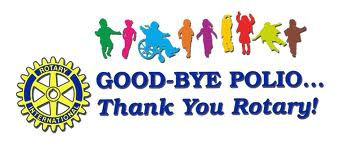 ROTARY
INTERNATIONAL
GOOD-BYE POLIO...
Thank You Rotary!